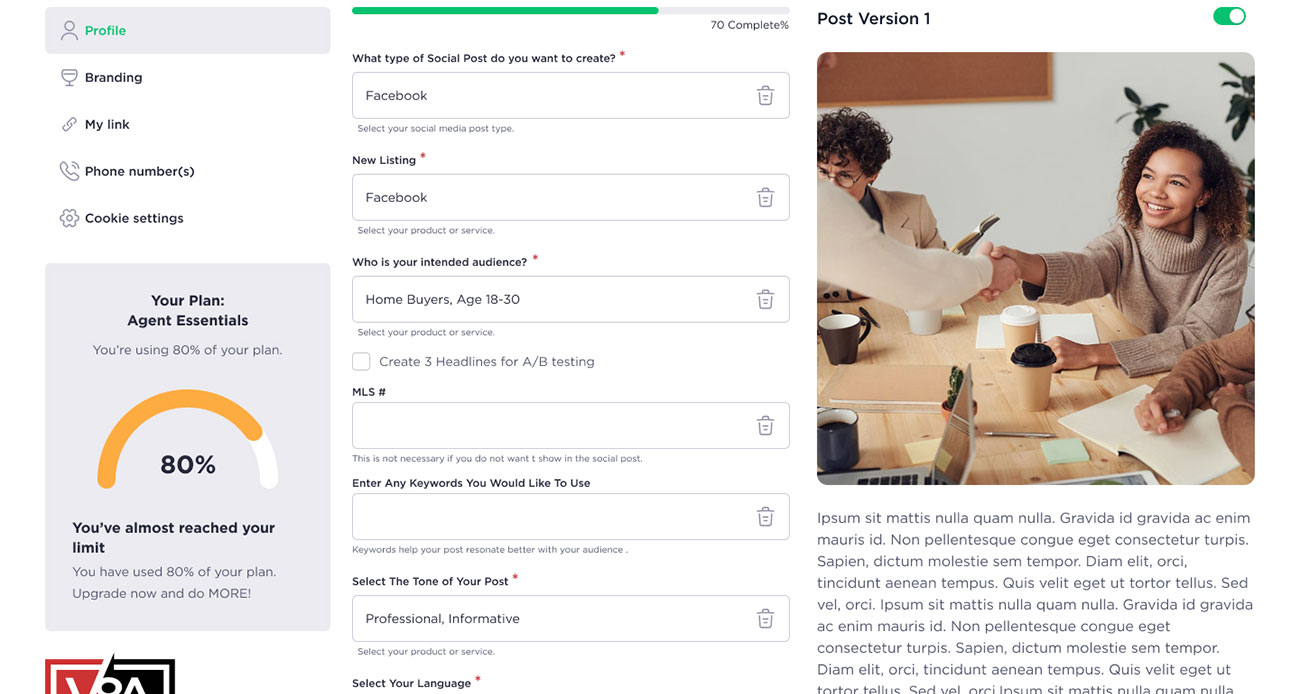 Profile
Branding
My link
Phone number(s)
Cookie settings
Your Plan:
Agent Essentials
You're using 80% of your plan.
80%
You've almost reached your
limit
You have used 80% of your plan.
Upgrade now and do MORE!
70 Complete%
What type of Social Post do you want to create? *
Facebook
Select your social media post type.
New Listing *
Facebook
Select your product or service.
Who is your intended audience? *
Home Buyers, Age 18-30
Select your product or service.
Create 3 Headlines for A/B testing
MLS #
This is not necessary if you do not want t show in the social post.
Enter Any Keywords You Would Like To Use
Keywords help your post resonate better with your audience .
Select The Tone of Your Post *
Professional, Informative
Select your product or service.
Select Your Language *
Post Version 1
Ipsum sit mattis nulla quam nulla. Gravida id gravida ac enim
mauris id. Non pellentesque congue eget consectetur turpis.
Sapien, dictum molestie sem tempor. Diam elit, orci,
tincidunt aenean tempus. Quis velit eget ut tortor tellus. Sed
vel, orci. Ipsum sit mattis nulla quam nulla. Gravida id gravida
ac enim mauris id. Non pellentesque congue eget
consectetur turpis. Sapien, dictum molestie sem tempor.
Diam elit, orci, tincidunt aenean tempus. Quis velit eget ut
tortor tellus. Sed vel, orci.Ipsum sit mattis nulla quam nulla.